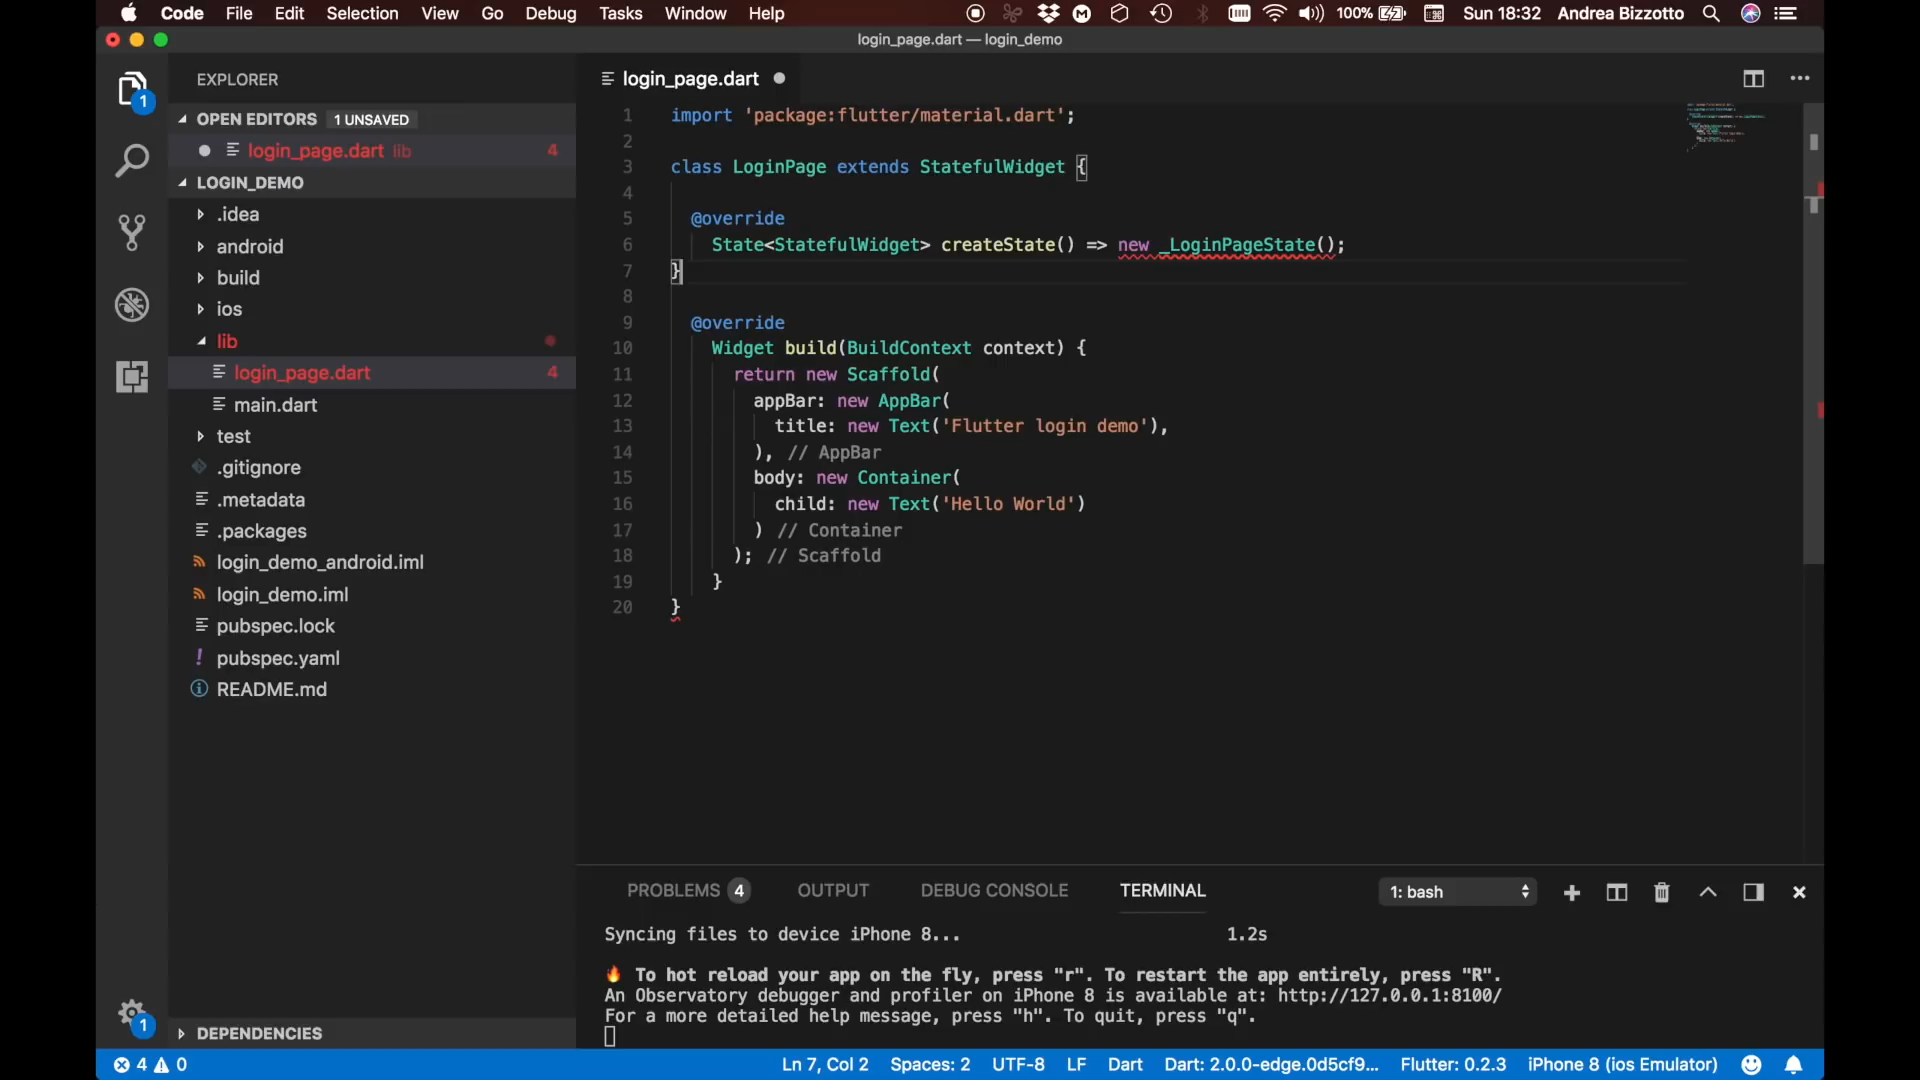 Code File Edit Selection View Go Debug Tasks Window Help 100% Sun 18:32 Andrea Bizzotto
login_page.dart — login_demo
EXPLORER
OPEN EDITORS 1 UNSAVED
login_page.dart lib 4
LOGIN_DEMO
.idea
android
build
ios
lib
login_page.dart 4
main.dart
test
.gitignore
.metadata
.packages
login_demo_android.iml
login_demo.iml
pubspec.lock
pubspec.yaml
README.md
DEPENDENCIES
1
1
login_page.dart
1 import 'package:flutter/material.dart';
2
3 class LoginPage extends StatefulWidget {
4
5 @override
6 State<StatefulWidget> createState() => new _LoginPageState();
7 }
8
9 @override
10 Widget build(BuildContext context) {
11 return new Scaffold(
12 appBar: new AppBar(
13 title: new Text('Flutter login demo'),
14 ), // AppBar
15 body: new Container(
16 child: new Text('Hello World')
17 ) // Container
18 ); // Scaffold
19 }
20 }
PROBLEMS 4 OUTPUT DEBUG CONSOLE TERMINAL 1: bash
Syncing files to device iPhone 8... 1.2s
🔥 To hot reload your app on the fly, press "r". To restart the app entirely, press "R".
An Observatory debugger and profiler on iPhone 8 is available at: http://127.0.0.1:8100/
For a more detailed help message, press "h". To quit, press "q".
4 0 Ln 7, Col 2 Spaces: 2 UTF-8 LF Dart Dart: 2.0.0-edge.0d5cf9... Flutter: 0.2.3 iPhone 8 (ios Emulator)